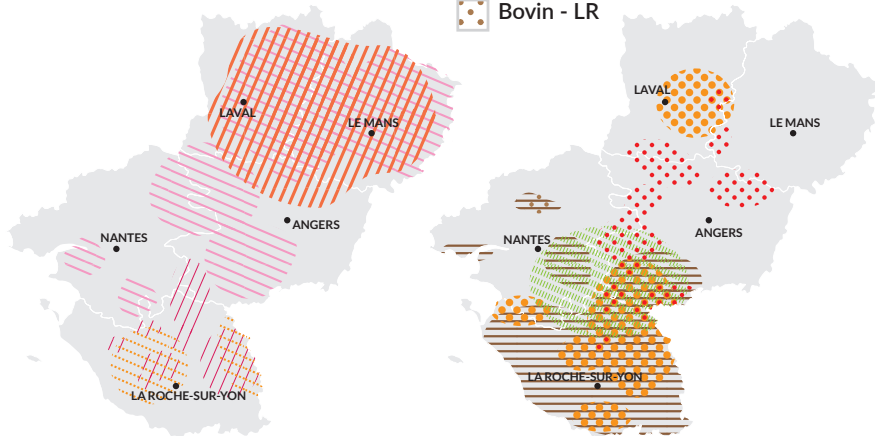 Bovin - LR
LAVAL
LE MANS
ANGERS
NANTES
LA ROCHE-SUR-YON
LAVAL
LE MANS
ANGERS
NANTES
LA ROCHE-SUR-YON